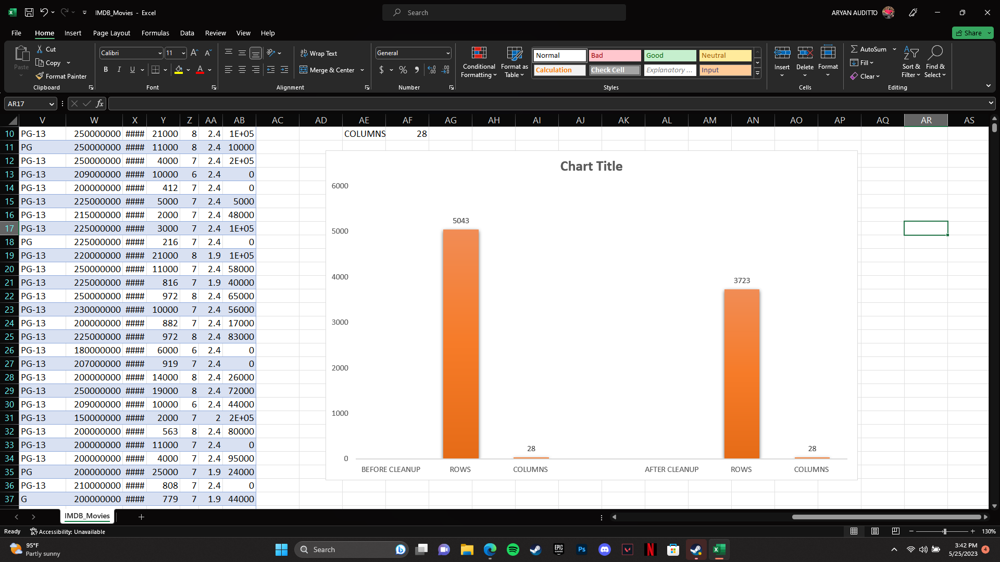 IMDB_Movies - Excel
Search
ARYAN AUDITTO
File Home Insert Page Layout Formulas Data Review View Help
Share
Paste
Cut
Copy
Format Painter
Clipboard
Calibri 11
B I U A
Font
Wrap Text
Merge & Center
Alignment
General
$ % ,
Number
Conditional Formatting
Format as Table
Normal Bad Good Neutral
Calculation Check Cell Explanatory ... Input
Styles
Insert Delete Format
Cells
AutoSum
Fill
Clear
Sort & Filter
Find & Select
Editing
AR17 fx
V W X Y Z AA AB AC AD AE AF AG AH AI AJ AK AL AM AN AO AP AQ AR AS
10 PG-13 250000000 #### 21000 8 2.4 1E+05 COLUMNS 28
11 PG 250000000 #### 11000 8 2.4 10000
12 PG-13 250000000 #### 4000 7 2.4 2E+05
13 PG-13 209000000 #### 10000 6 2.4 0
14 PG-13 200000000 #### 412 7 2.4 0
15 PG-13 225000000 #### 5000 7 2.4 5000
16 PG-13 215000000 #### 2000 7 2.4 48000
17 PG-13 225000000 #### 3000 7 2.4 1E+05
18 PG 225000000 #### 216 7 2.4 0
19 PG-13 220000000 #### 21000 8 1.9 1E+05
20 PG-13 250000000 #### 11000 7 2.4 58000
21 PG-13 225000000 #### 816 7 1.9 40000
22 PG-13 250000000 #### 972 8 2.4 65000
23 PG-13 230000000 #### 10000 7 2.4 56000
24 PG-13 200000000 #### 882 7 2.4 17000
25 PG-13 225000000 #### 972 8 2.4 83000
26 PG-13 180000000 #### 6000 6 2.4 0
27 PG-13 207000000 #### 919 7 2.4 0
28 PG-13 200000000 #### 14000 8 2.4 26000
29 PG-13 250000000 #### 19000 8 2.4 72000
30 PG-13 209000000 #### 10000 6 2.4 44000
31 PG-13 150000000 #### 2000 7 2 2E+05
32 PG-13 200000000 #### 563 8 2.4 80000
33 PG-13 200000000 #### 11000 7 2.4 0
34 PG-13 200000000 #### 4000 7 2.4 95000
35 PG 200000000 #### 25000 7 1.9 24000
36 PG-13 210000000 #### 808 7 2.4 0
37 G 200000000 #### 779 7 1.9 44000
Chart Title
6000
5043
5000
4000
3723
3000
2000
1000
28 28
0
BEFORE CLEANUP ROWS COLUMNS AFTER CLEANUP ROWS COLUMNS
IMDB_Movies
Ready Accessibility: Unavailable
130%
95°F
Partly sunny
Search
EPIC GAMES
Ps
N
3:42 PM
5/25/2023
4